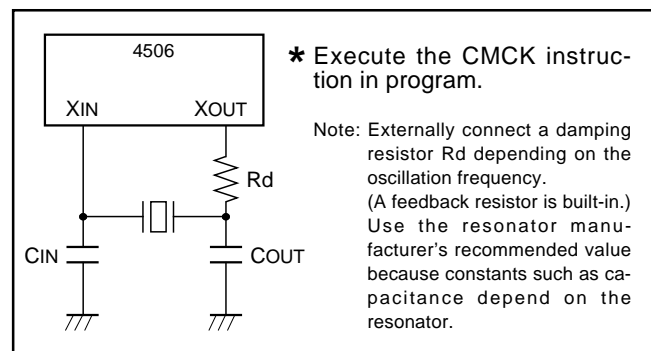 4506
XIN
XOUT
Rd
CIN
COUT
* Execute the CMCK instruc-
tion in program.
Note: Externally connect a damping
resistor Rd depending on the
oscillation frequency.
(A feedback resistor is built-in.)
Use the resonator manu-
facturer's recommended value
because constants such as ca-
pacitance depend on the
resonator.